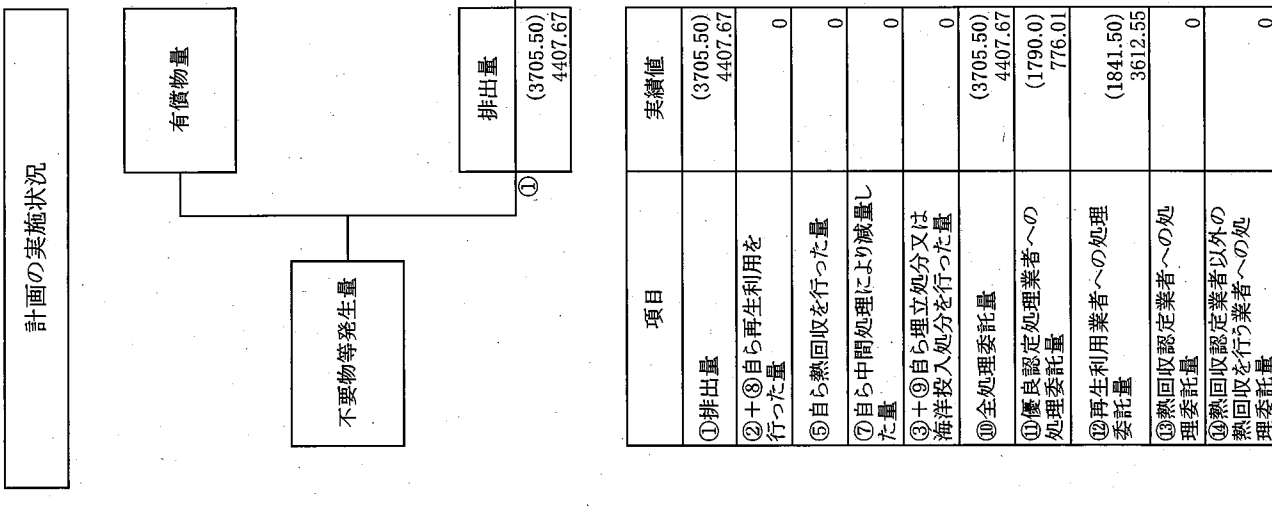 計画の実施状況
有償物量
不要物等発生量
排出量
①
(3705.50)
4407.67
項目
実績値
①排出量
(3705.50)
4407.67
②+⑧自ら再生利用を
行った量
0
⑤自ら熱回収を行った量
0
⑦自ら中間処理により減量し
た量
0
③+⑨自ら埋立処分又は
海洋投入処分を行った量
0
⑩全処理委託量
(3705.50)
4407.67
⑪優良認定処理業者への
処理委託量
(1790.0)
776.01
⑫再生利用業者への処理
委託量
(1841.50)
3612.55
⑬熱回収認定業者への処
理委託量
0
⑭熱回収認定業者以外の
熱回収を行う業者への処
理委託量
0